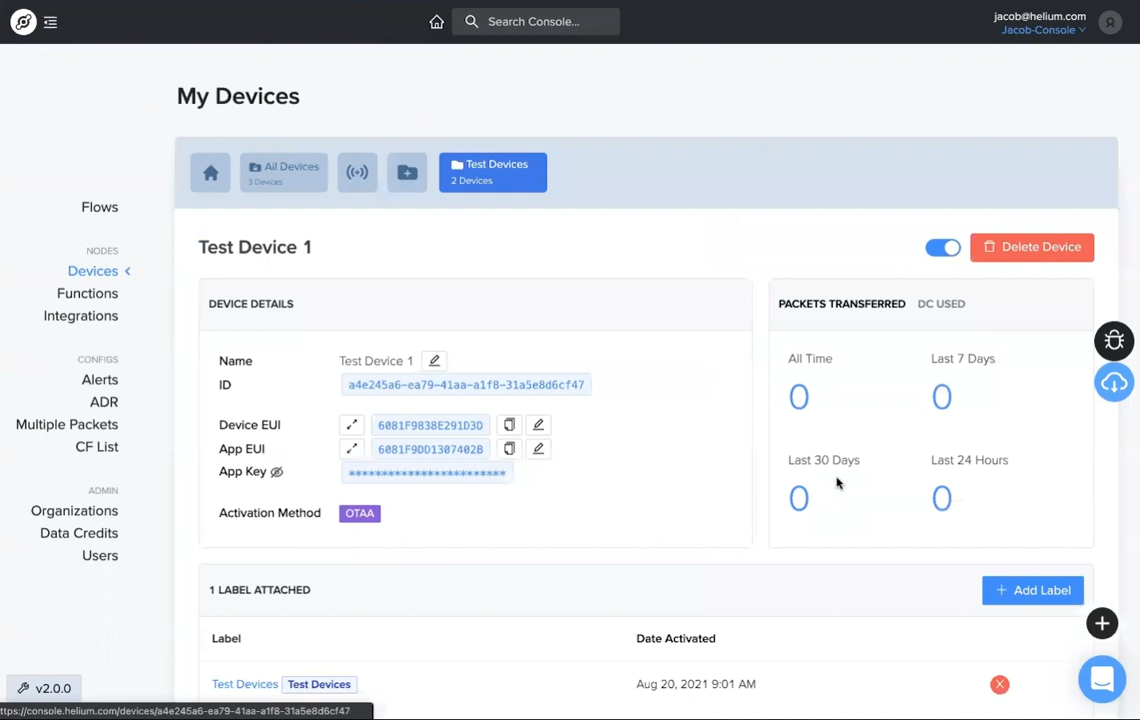 Search Console...
jacob@helium.com
Jacob-Console
R
My Devices
All Devices
3 Devices
Test Devices
2 Devices
Flows
NODES
Devices
Functions
Integrations
CONFIGS
Alerts
ADR
Multiple Packets
CF List
ADMIN
Organizations
Data Credits
Users
v2.0.0
Test Device 1
Delete Device
DEVICE DETAILS
Name Test Device 1
ID a4e245a6-ea79-41aa-a1f8-31a5e8d6cf47
Device EUI 6081F9838E291D3D
App EUI 6081F9DD1307402B
App Key ************************
Activation Method OTAA
PACKETS TRANSFERRED DC USED
All Time Last 7 Days
0 0
Last 30 Days Last 24 Hours
0 0
1 LABEL ATTACHED
+ Add Label
Label Date Activated
Test Devices Test Devices Aug 20, 2021 9:01 AM
ttps://console.helium.com/devices/a4e245a6-ea79-41aa-a1f8-31a5e8d6cf47